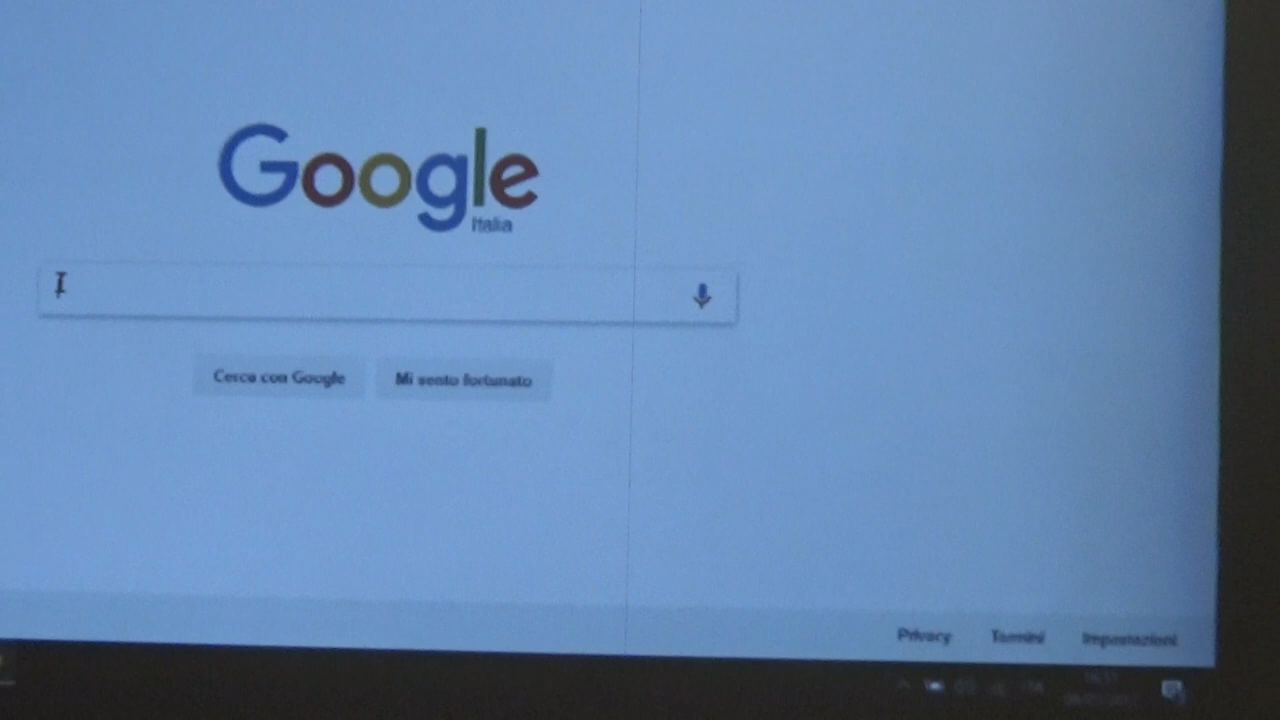 Google
Italia
Cerca con Google
Mi sento fortunato
Privacy
Termini
Impostazioni